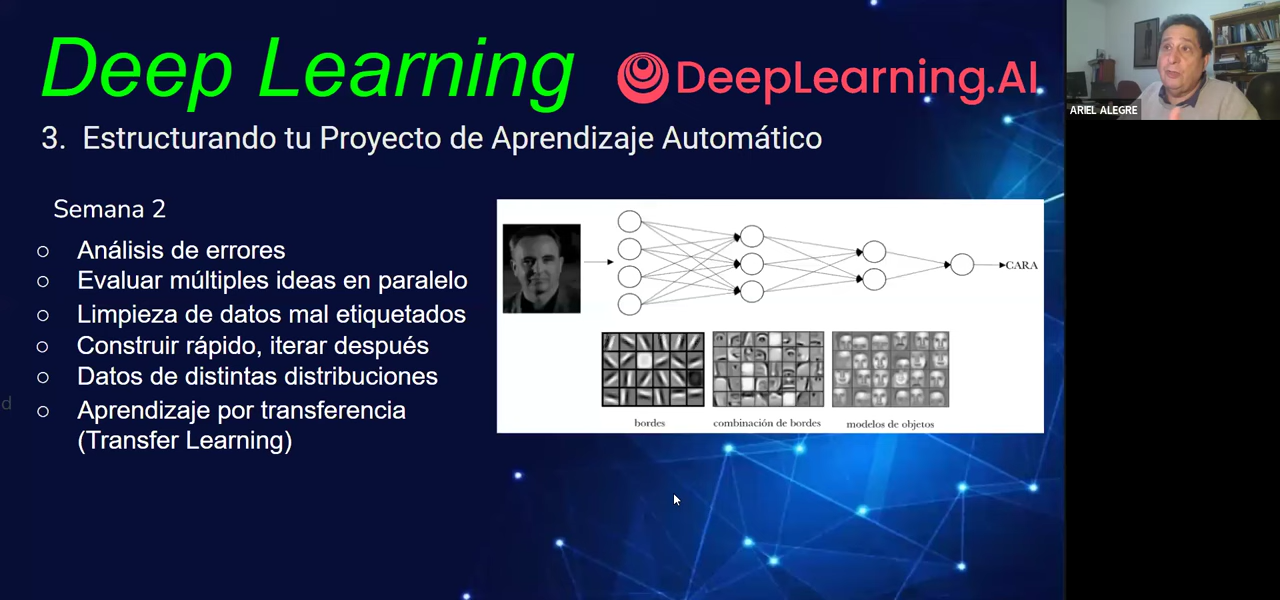 Deep Learning
DeepLearning.AI
ARIEL ALEGRE
3. Estructurando tu Proyecto de Aprendizaje Automático
Semana 2
Análisis de errores
Evaluar múltiples ideas en paralelo
Limpieza de datos mal etiquetados
Construir rápido, iterar después
Datos de distintas distribuciones
Aprendizaje por transferencia
(Transfer Learning)
d
CARA
bordes
combinación de bordes
modelos de objetos